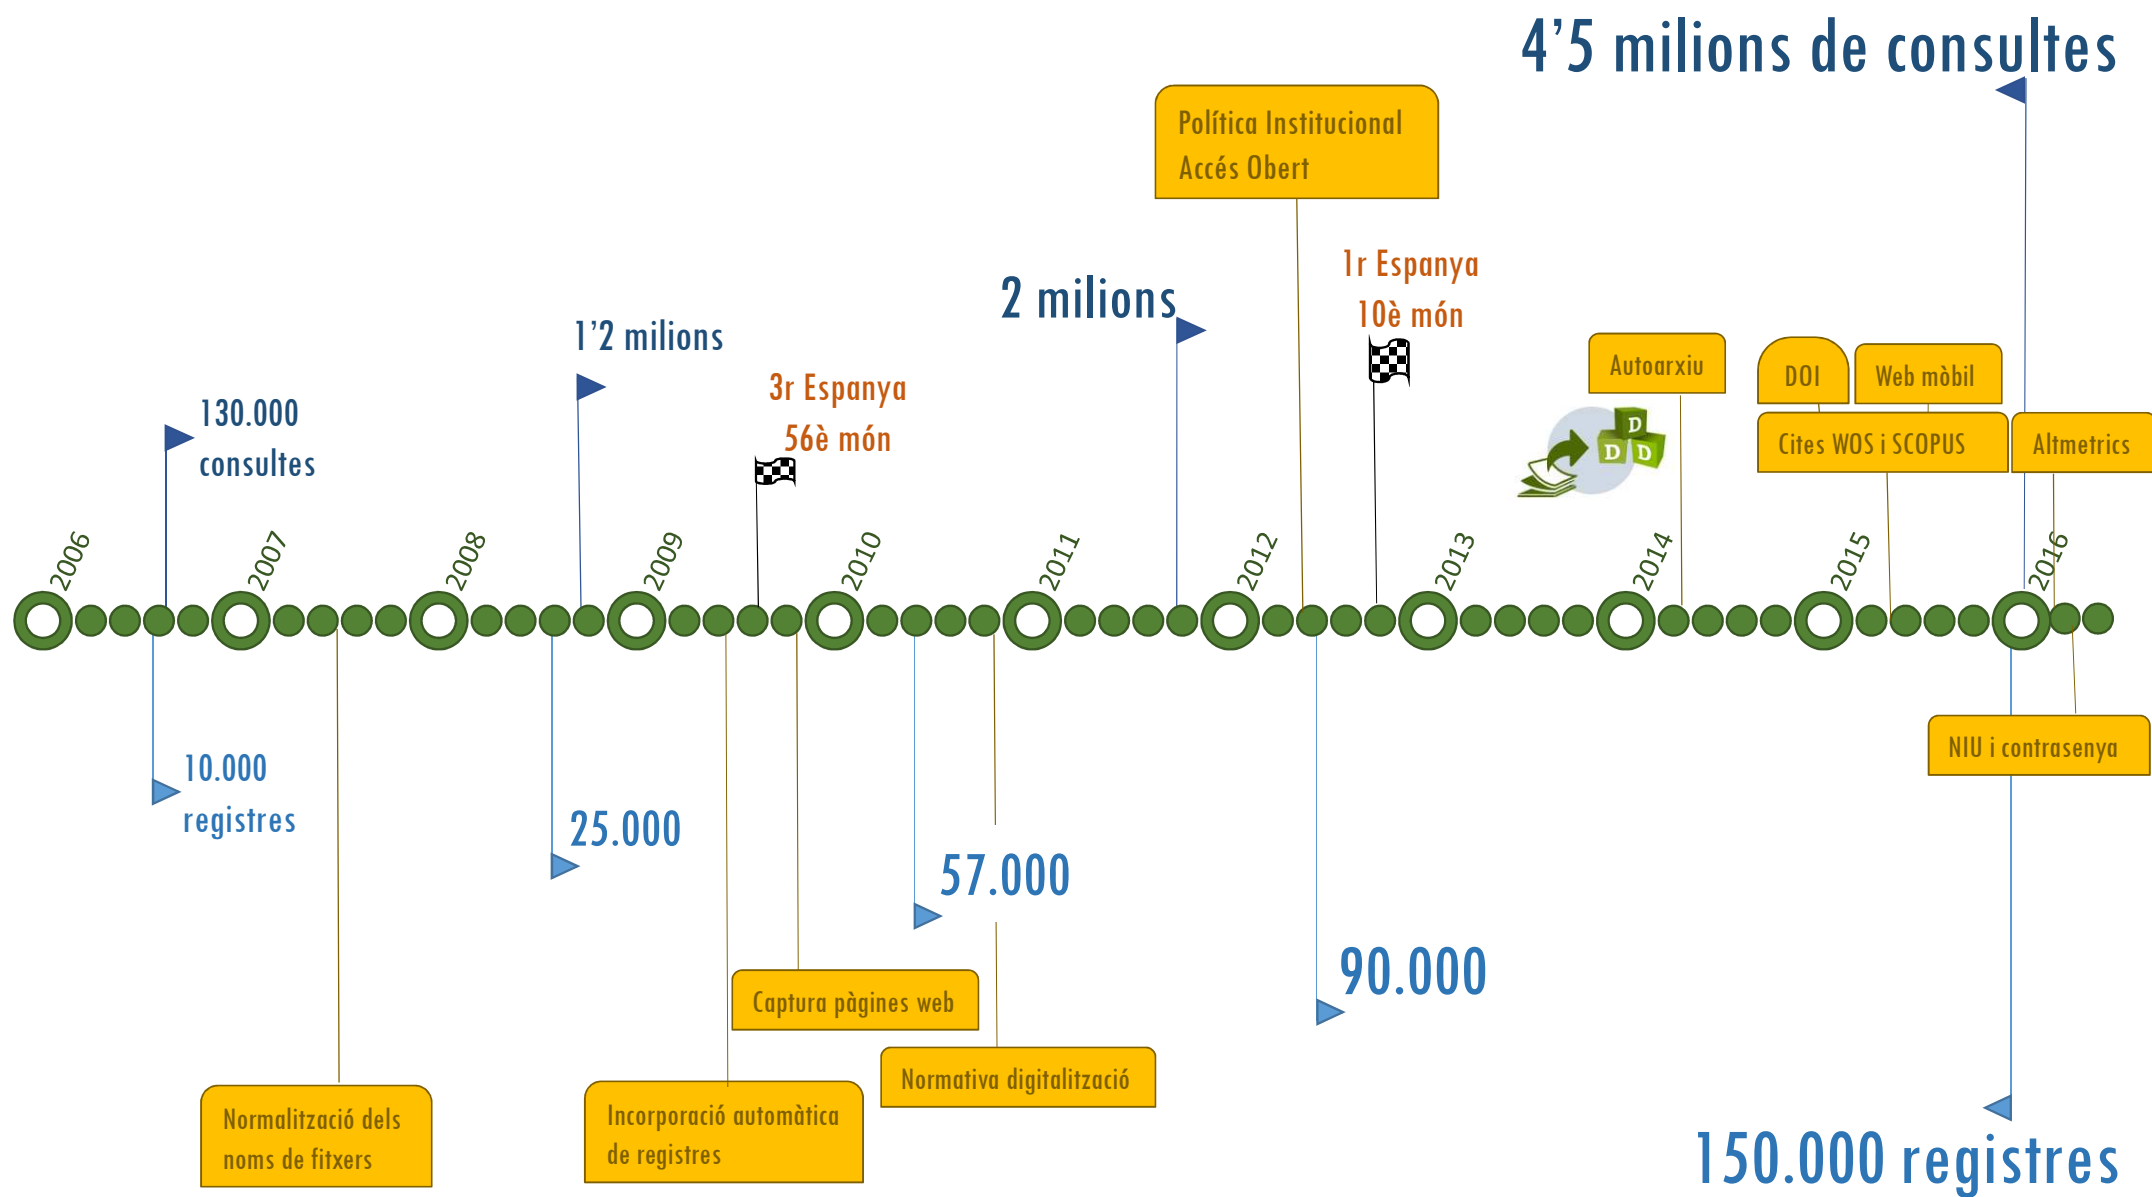 4’5 milions de consultes
Política Institucional
Accés Obert
1r Espanya
10è món
2 milions
1’2 milions
3r Espanya
56è món
130.000
consultes
Autoarxiu
DOI
Web mòbil
Cites WOS i SCOPUS
Altmetrics
D
D D
2006
2007
2008
2009
2010
2011
2012
2013
2014
2015
2016
10.000
registres
25.000
57.000
90.000
NIU i contrasenya
Captura pàgines web
Normativa digitalització
Normalització dels
noms de fitxers
Incorporació automàtica
de registres
150.000 registres